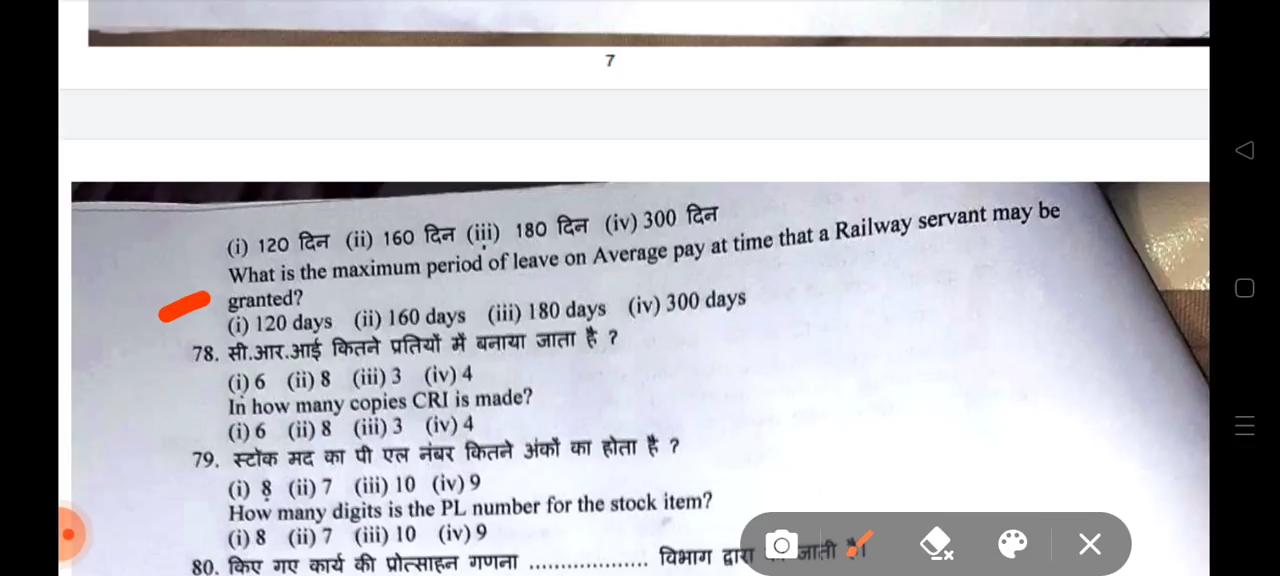 7
(i) 120 दिन (ii) 160 दिन (iii) 180 दिन (iv) 300 दिन
What is the maximum period of leave on Average pay at time that a Railway servant may be
granted?
(i) 120 days (ii) 160 days (iii) 180 days (iv) 300 days
78. सी.आर.आई कितने प्रतियों में बनाया जाता है ?
(i) 6 (ii) 8 (iii) 3 (iv) 4
In how many copies CRI is made?
(i) 6 (ii) 8 (iii) 3 (iv) 4
79. स्टॉक मद का पी एल नंबर कितने अंकों का होता है ?
(i) 8 (ii) 7 (iii) 10 (iv) 9
How many digits is the PL number for the stock item?
(i) 8 (ii) 7 (iii) 10 (iv) 9
80. किए गए कार्य की प्रोत्साहन गणना ................... विभाग द्वारा जाती है।